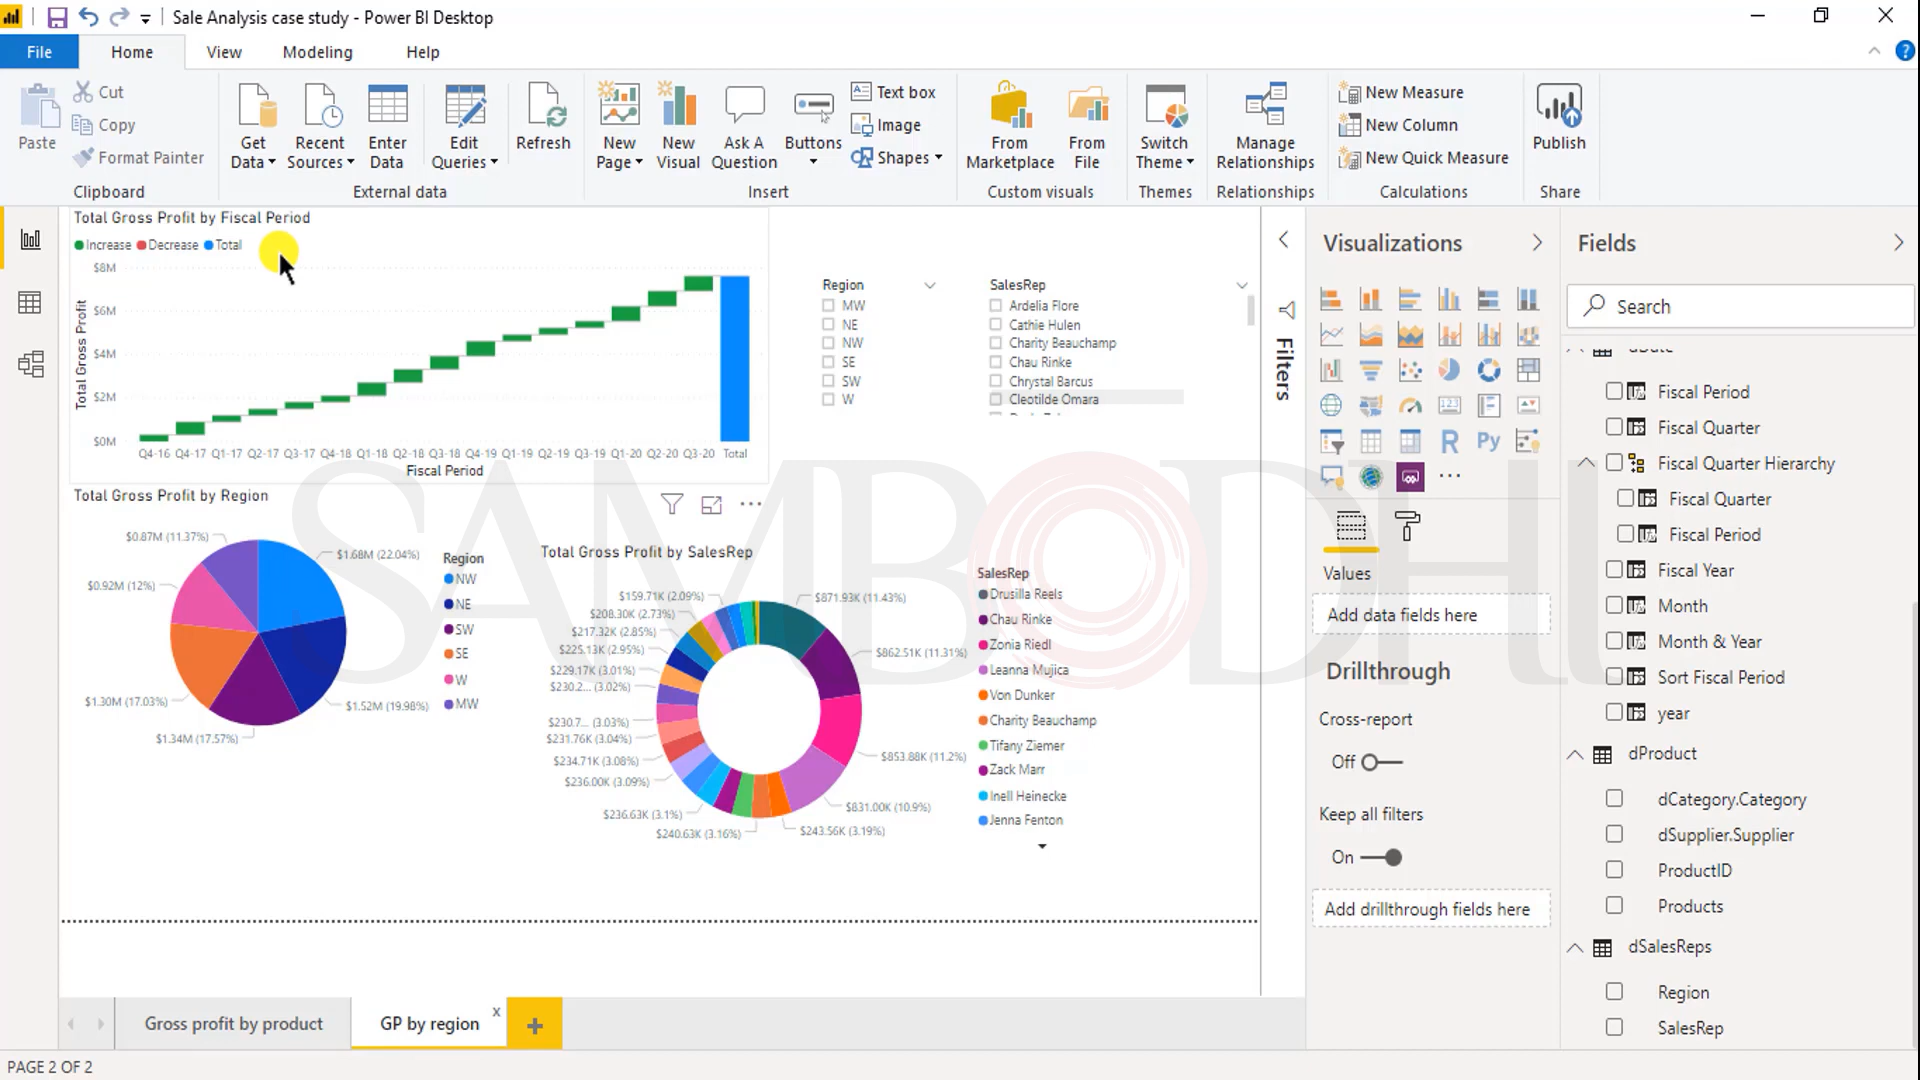 Sale Analysis case study - Power BI Desktop
File Home View Modeling Help
Paste
Cut
Copy
Format Painter
Clipboard
Get Data
Recent Sources
Enter Data
Edit Queries
Refresh
External data
New Page
New Visual
Ask A Question
Buttons
Text box
Image
Shapes
Insert
From Marketplace
From File
Custom visuals
Switch Theme
Themes
Manage Relationships
Relationships
New Measure
New Column
New Quick Measure
Calculations
Publish
Share
Total Gross Profit by Fiscal Period
Increase Decrease Total
Total Gross Profit
$8M
$6M
$4M
$2M
$0M
Q4-16 Q4-17 Q1-17 Q2-17 Q3-17 Q4-18 Q1-18 Q2-18 Q3-18 Q4-19 Q1-19 Q2-19 Q3-19 Q1-20 Q2-20 Q3-20 Total
Fiscal Period
Region
MW
NE
NW
SE
SW
W
SalesRep
Ardelia Flore
Cathie Hulen
Charity Beauchamp
Chau Rinke
Chrystal Barcus
Cleotilde Omara
Total Gross Profit by Region
$0.87M (11.37%)
$1.68M (22.04%)
$0.92M (12%)
$1.30M (17.03%)
$1.52M (19.98%)
$1.34M (17.57%)
Region
NW
NE
SW
SE
W
MW
Total Gross Profit by SalesRep
$159.71K (2.09%)
$208.30K (2.73%)
$217.32K (2.85%)
$225.13K (2.95%)
$229.17K (3.01%)
$230.2... (3.02%)
$230.7... (3.03%)
$231.76K (3.04%)
$234.71K (3.08%)
$236.00K (3.09%)
$236.63K (3.1%)
$240.63K (3.16%)
$243.56K (3.19%)
$831.00K (10.9%)
$853.88K (11.2%)
$862.51K (11.31%)
$871.93K (11.43%)
SalesRep
Drusilla Reels
Chau Rinke
Zonia Riedl
Leanna Mujica
Von Dunker
Charity Beauchamp
Tifany Ziemer
Zack Marr
Inell Heinecke
Jenna Fenton
SAMBODHI
Filters
Visualizations
123
R
Py
Values
Add data fields here
Drillthrough
Cross-report
Off
Keep all filters
On
Add drillthrough fields here
Fields
Search
Fiscal Period
Fiscal Quarter
Fiscal Quarter Hierarchy
Fiscal Quarter
Fiscal Period
Fiscal Year
Month
Month & Year
Sort Fiscal Period
year
dProduct
dCategory.Category
dSupplier.Supplier
ProductID
Products
dSalesReps
Region
SalesRep
Gross profit by product
GP by region
x
PAGE 2 OF 2